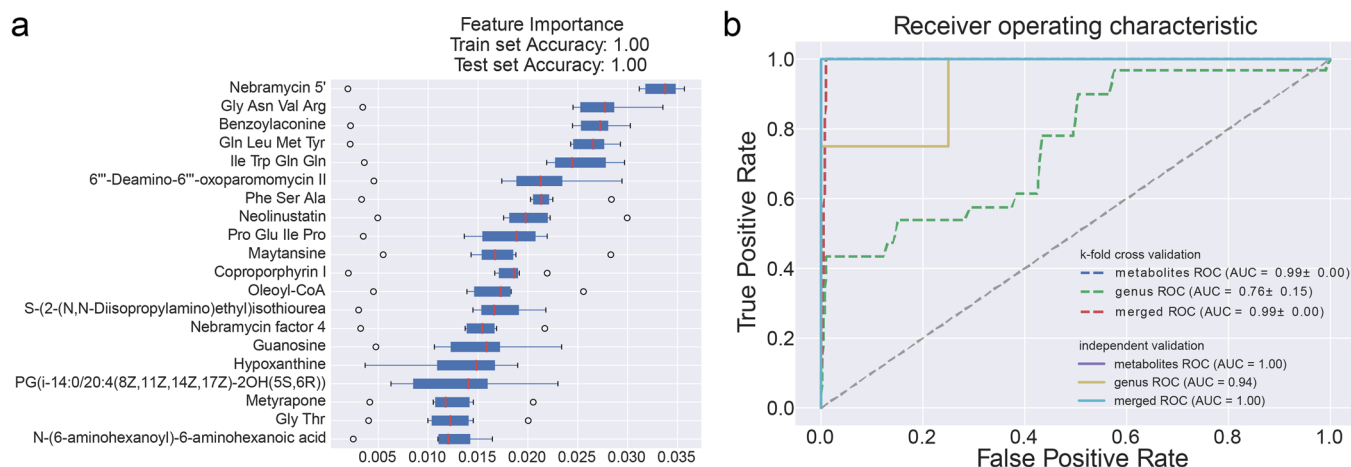 a
Feature Importance
Train set Accuracy: 1.00
Test set Accuracy: 1.00
Nebramycin 5'
Gly Asn Val Arg
Benzoylaconine
Gln Leu Met Tyr
Ile Trp Gln Gln
6'''-Deamino-6'''-oxoparomomycin II
Phe Ser Ala
Neolinustatin
Pro Glu Ile Pro
Maytansine
Coproporphyrin I
Oleoyl-CoA
S-(2-(N,N-Diisopropylamino)ethyl)isothiourea
Nebramycin factor 4
Guanosine
Hypoxanthine
PG(i-14:0/20:4(8Z,11Z,14Z,17Z)-2OH(5S,6R))
Metyrapone
Gly Thr
N-(6-aminohexanoyl)-6-aminohexanoic acid
0.005 0.010 0.015 0.020 0.025 0.030 0.035
b
Receiver operating characteristic
True Positive Rate
1.0
0.8
0.6
0.4
0.2
0.0
k-fold cross validation
metabolites ROC (AUC = 0.99± 0.00)
genus ROC (AUC = 0.76± 0.15)
merged ROC (AUC = 0.99± 0.00)
independent validation
metabolites ROC (AUC = 1.00)
genus ROC (AUC = 0.94)
merged ROC (AUC = 1.00)
0.0 0.2 0.4 0.6 0.8 1.0
False Positive Rate